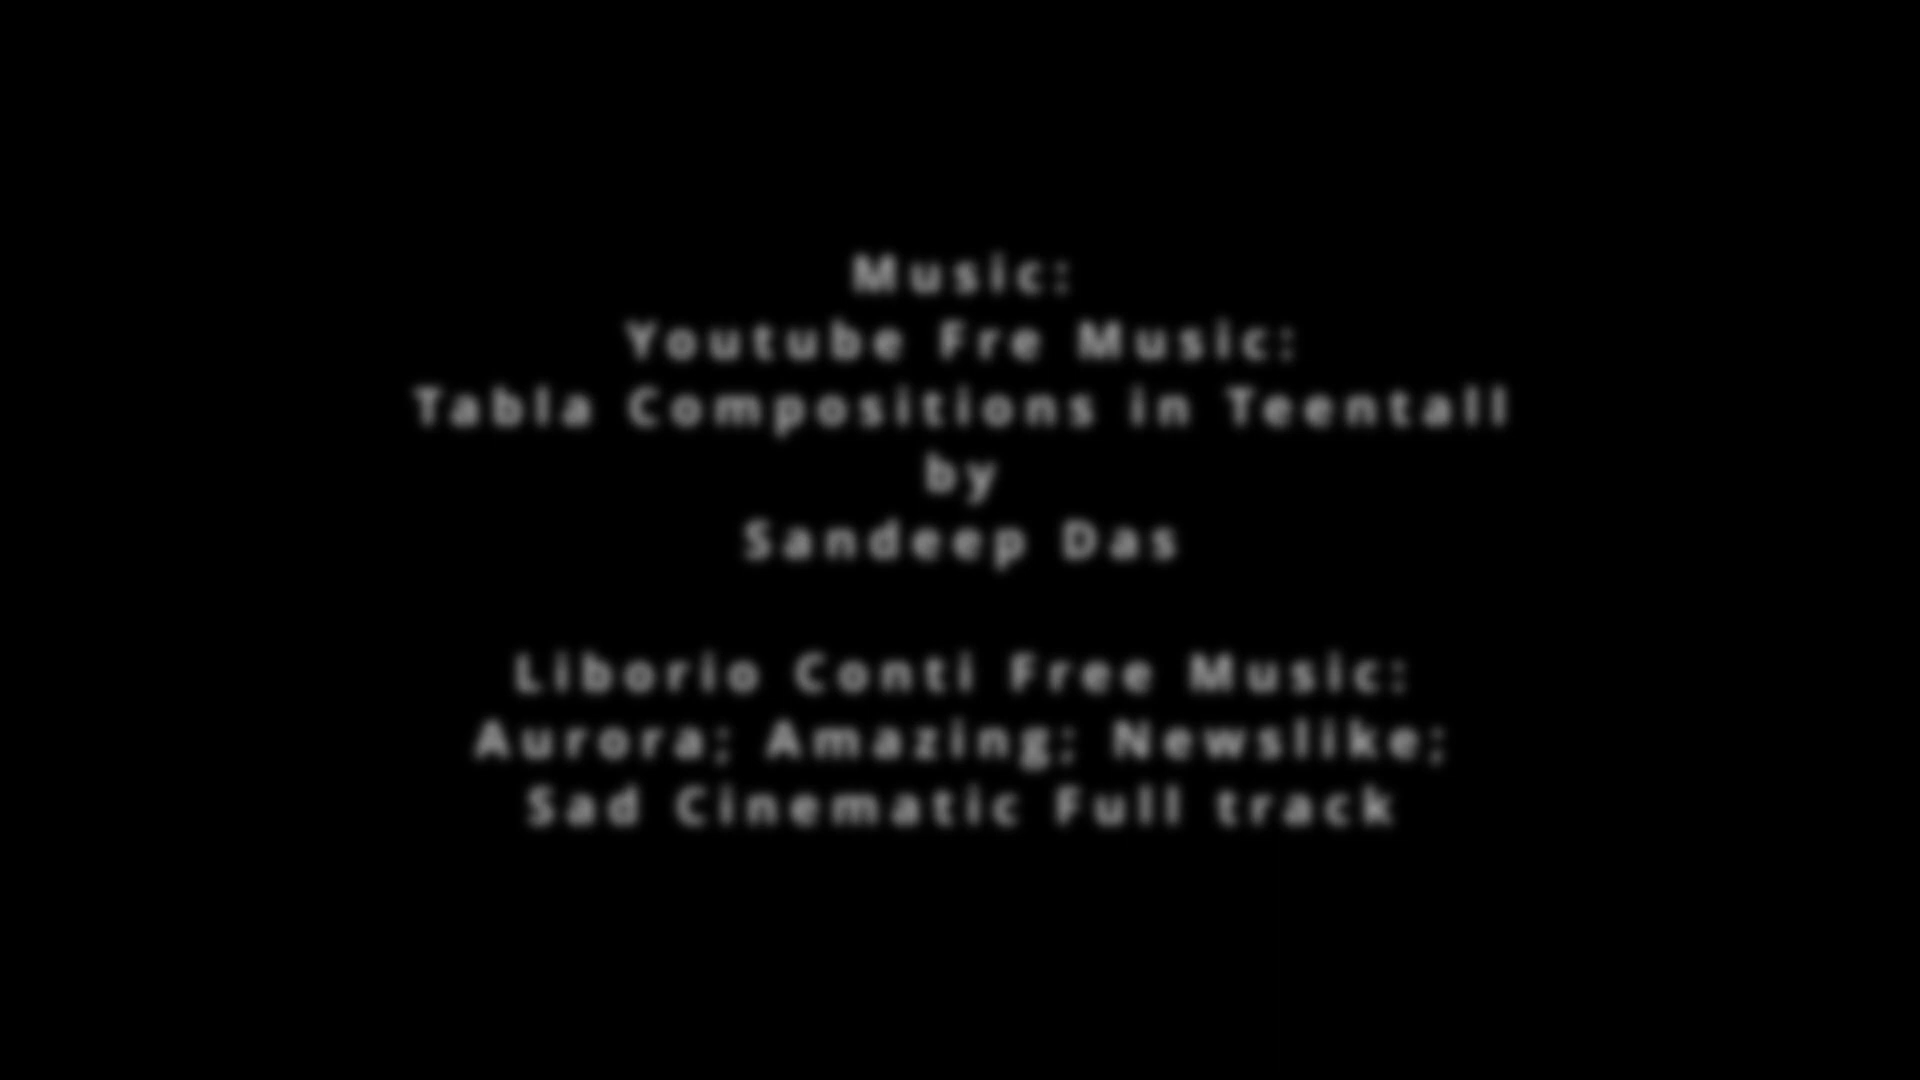 Music:
Youtube Fre Music:
Tabla Compositions in Teentall
by
Sandeep Das
Liborio Conti Free Music:
Aurora; Amazing; Newslike;
Sad Cinematic Full track